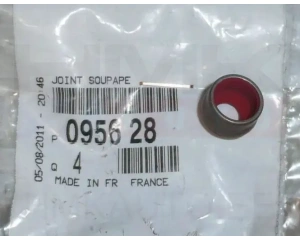 JOINT SOUPAPE
05/08/2011 - 20:46
P 0956 28
Q 4
MADE IN FR FRANCE